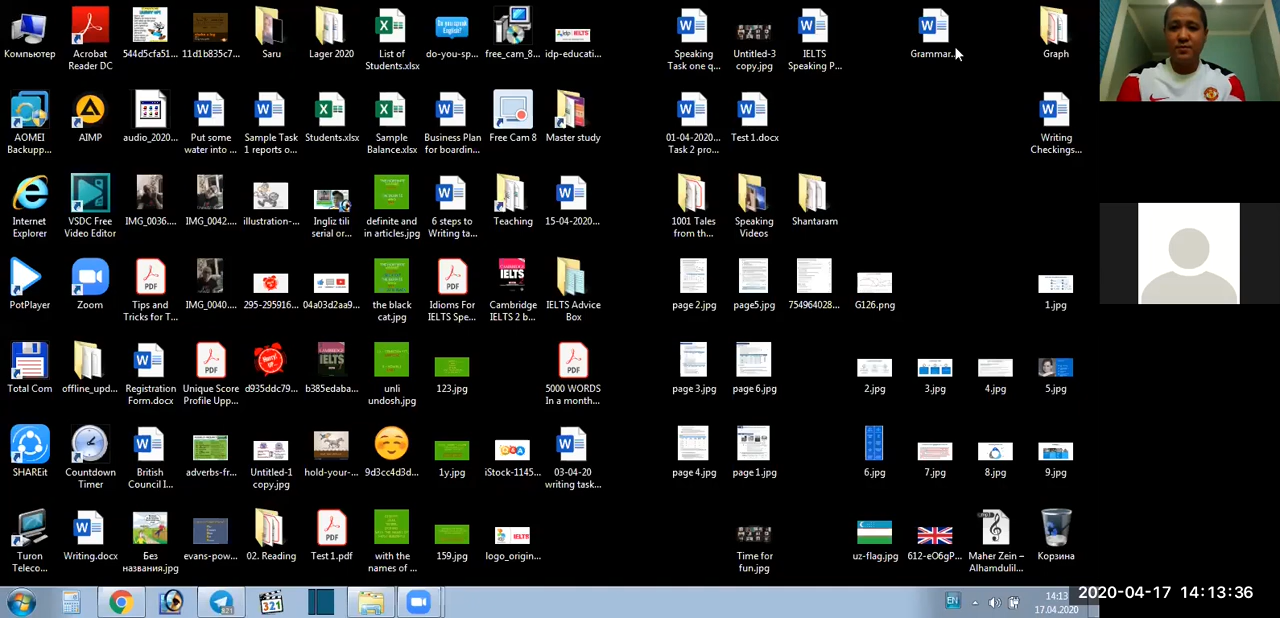 Компьютер
Acrobat
Reader DC
544d5cfa51...
11d1b835c7...
Saru
Lager 2020
List of
Students.xlsx
do-you-sp...
free_cam_8...
idp-educati...
Speaking
Task one q...
Untitled-3
copy.jpg
IELTS
Speaking P...
Grammar...
Graph
AOMEI
Backupp...
AIMP
audio_2020...
Put some
water into ...
Sample Task
1 reports o...
Students.xlsx
Sample
Balance.xlsx
Business Plan
for boardin...
Free Cam 8
Master study
01-04-2020...
Task 2 pro...
Test 1.docx
Writing
Checkings...
Internet
Explorer
VSDC Free
Video Editor
IMG_0036....
IMG_0042...
illustration-...
Ingliz tili
serial or...
definite and
in articles.jpg
6 steps to
Writing ta...
Teaching
15-04-2020...
1001 Tales
from th...
Speaking
Videos
Shantaram
PotPlayer
Zoom
Tips and
Tricks for T...
IMG_0040....
295-295916...
04a03d2aa9...
the black
cat.jpg
Idioms For
IELTS Spe...
Cambridge
IELTS 2 b...
IELTS Advice
Box
page 2.jpg
page5.jpg
754964028...
G126.png
1.jpg
Total Com
offline_upd...
Registration
Form.docx
Unique Score
Profile Upp...
d935ddc79...
b385edaba...
unli
undosh.jpg
123.jpg
5000 WORDS
In a month...
page 3.jpg
page 6.jpg
2.jpg
3.jpg
4.jpg
5.jpg
SHAREit
Countdown
Timer
British
Council I...
adverbs-fr...
Untitled-1
copy.jpg
hold-your-...
9d3cc4d3d...
1y.jpg
iStock-1145...
03-04-20
writing task...
page 4.jpg
page 1.jpg
6.jpg
7.jpg
8.jpg
9.jpg
Turon
Teleco...
Writing.docx
Без
названия.jpg
evans-pow...
02. Reading
Test 1.pdf
with the
names of ...
159.jpg
logo_origin...
Time for
fun.jpg
uz-flag.jpg
612-eO6gP...
Maher Zein –
Alhamdulil...
Корзина
EN
14:13
17.04.2020
2020-04-17 14:13:36